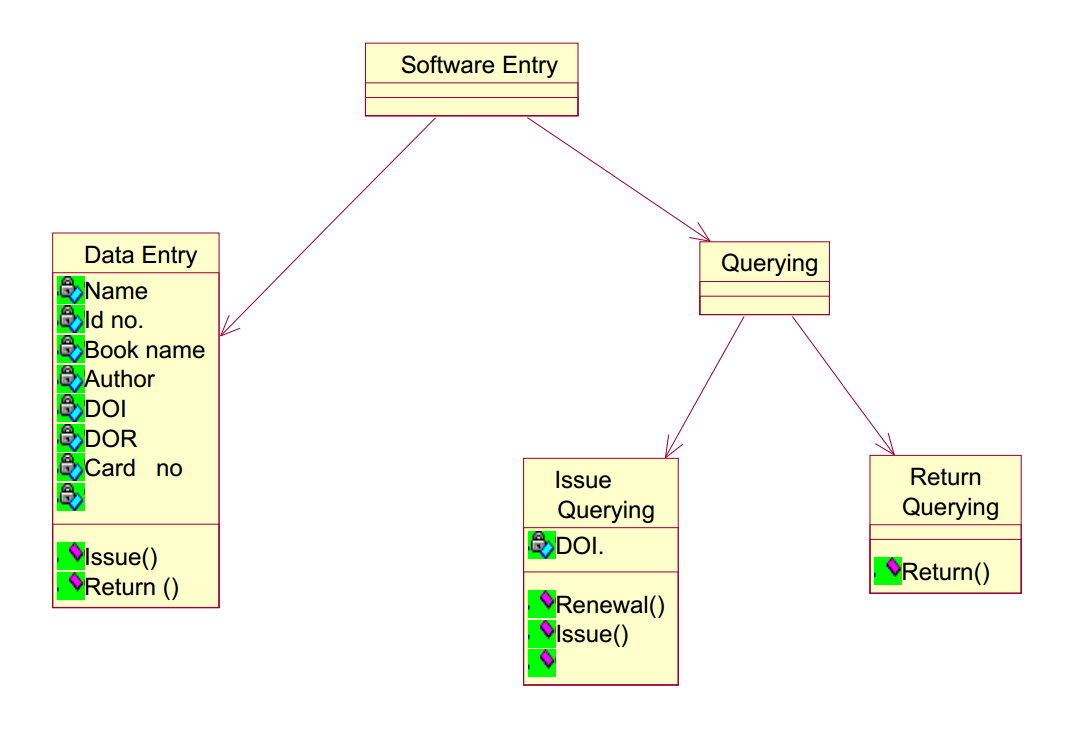 Software Entry
Data Entry
Name
Id no.
Book name
Author
DOI
DOR
Card no
Issue()
Return ()
Querying
Issue
Querying
DOI.
Renewal()
Issue()
Return
Querying
Return()